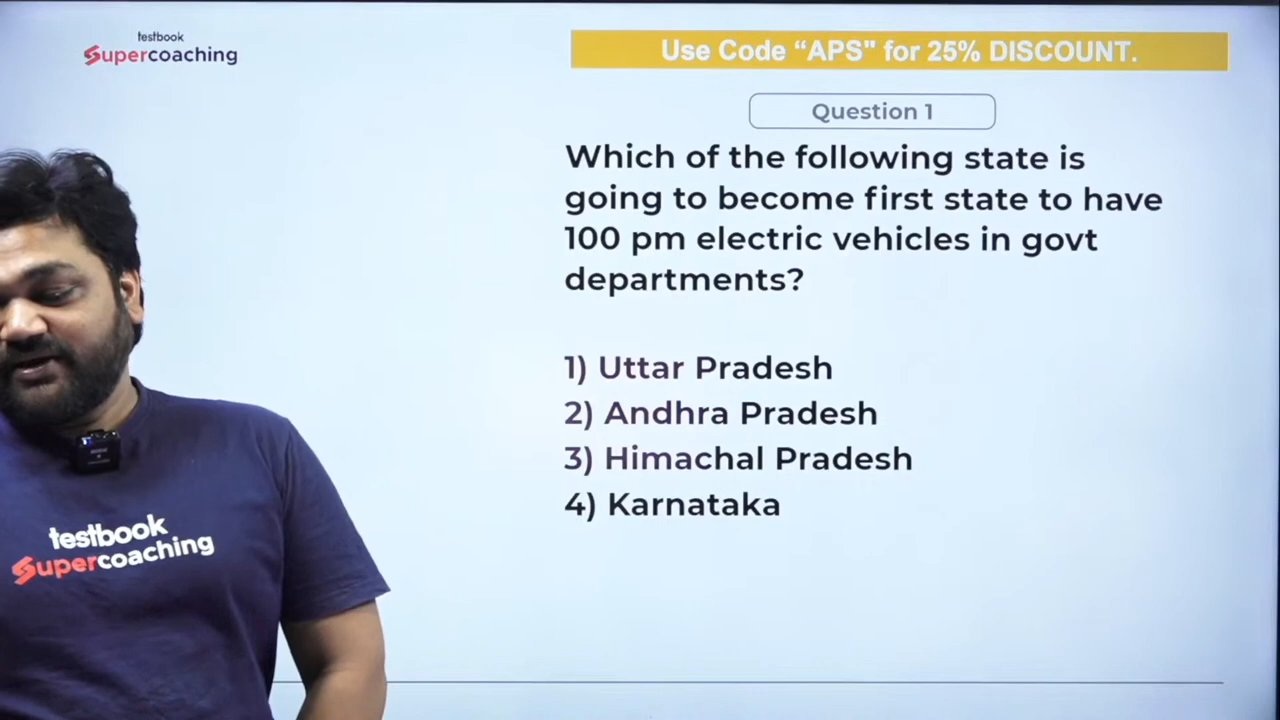 testbook
Supercoaching
Use Code “APS" for 25% DISCOUNT.
Question 1
Which of the following state is
going to become first state to have
100 pm electric vehicles in govt
departments?
1) Uttar Pradesh
2) Andhra Pradesh
3) Himachal Pradesh
4) Karnataka
testbook
Supercoaching